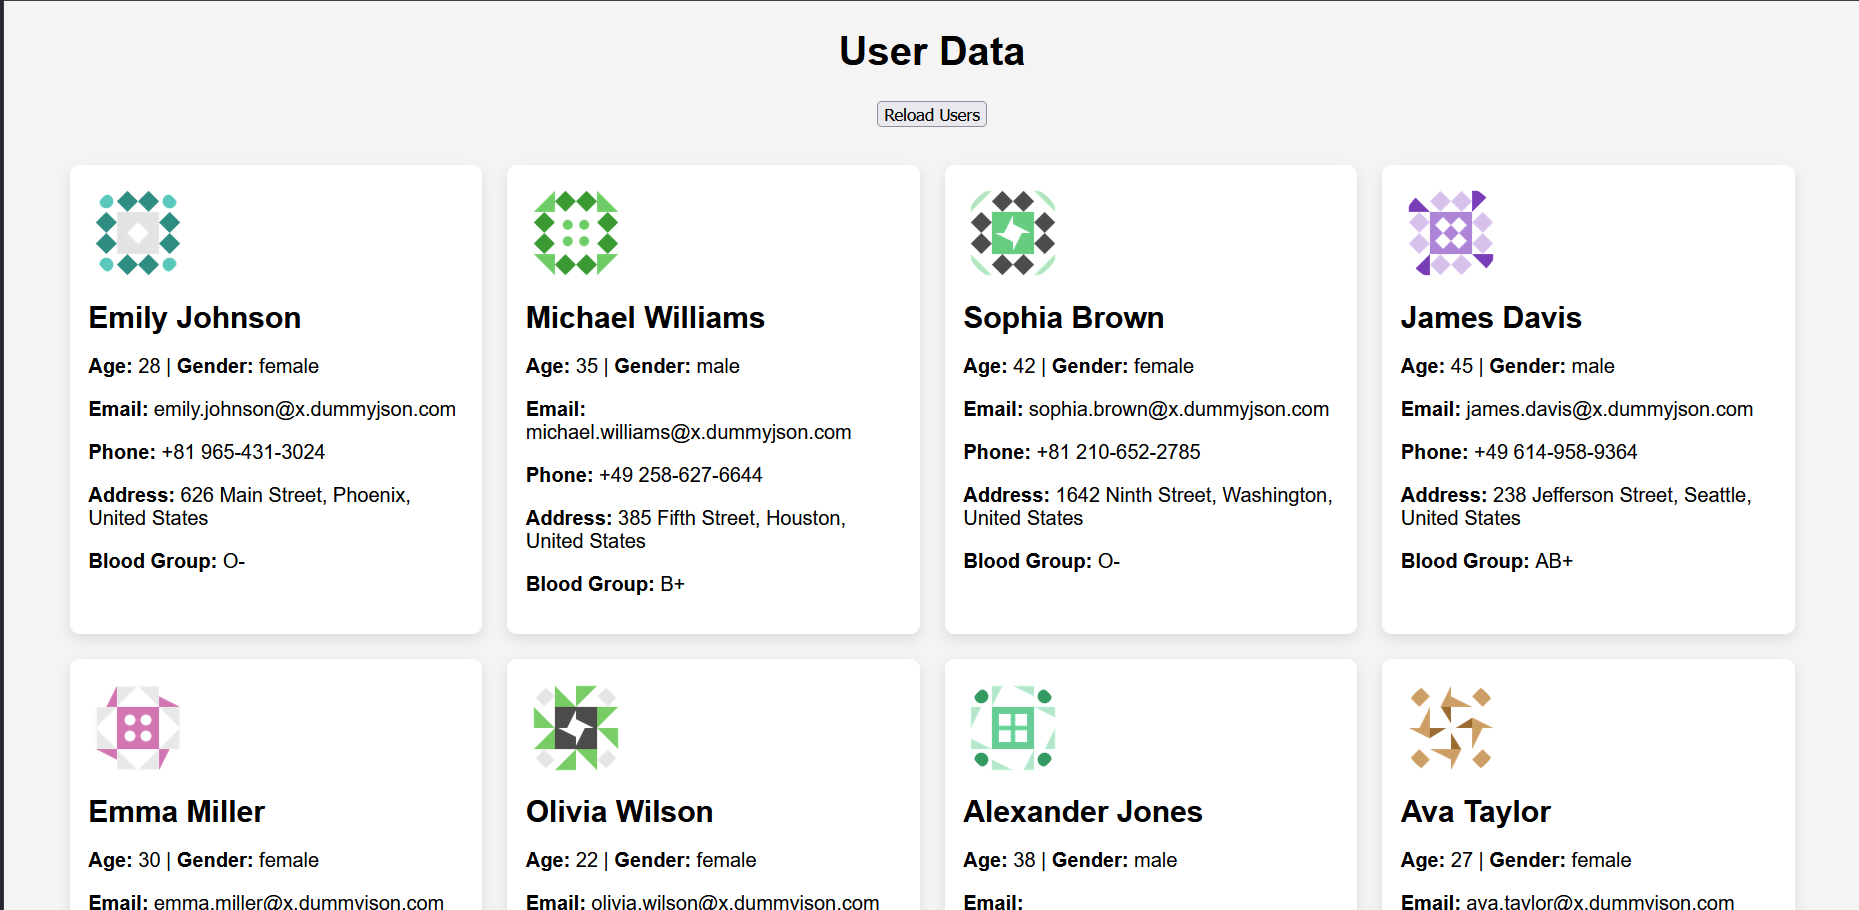 User Data
Reload Users
Emily Johnson
Age: 28 | Gender: female
Email: emily.johnson@x.dummyjson.com
Phone: +81 965-431-3024
Address: 626 Main Street, Phoenix,
United States
Blood Group: O-
Michael Williams
Age: 35 | Gender: male
Email:
michael.williams@x.dummyjson.com
Phone: +49 258-627-6644
Address: 385 Fifth Street, Houston,
United States
Blood Group: B+
Sophia Brown
Age: 42 | Gender: female
Email: sophia.brown@x.dummyjson.com
Phone: +81 210-652-2785
Address: 1642 Ninth Street, Washington,
United States
Blood Group: O-
James Davis
Age: 45 | Gender: male
Email: james.davis@x.dummyjson.com
Phone: +49 614-958-9364
Address: 238 Jefferson Street, Seattle,
United States
Blood Group: AB+
Emma Miller
Age: 30 | Gender: female
Email: emma.miller@x.dummyjson.com
Olivia Wilson
Age: 22 | Gender: female
Email: olivia.wilson@x.dummyjson.com
Alexander Jones
Age: 38 | Gender: male
Email:
Ava Taylor
Age: 27 | Gender: female
Email: ava.taylor@x.dummyjson.com